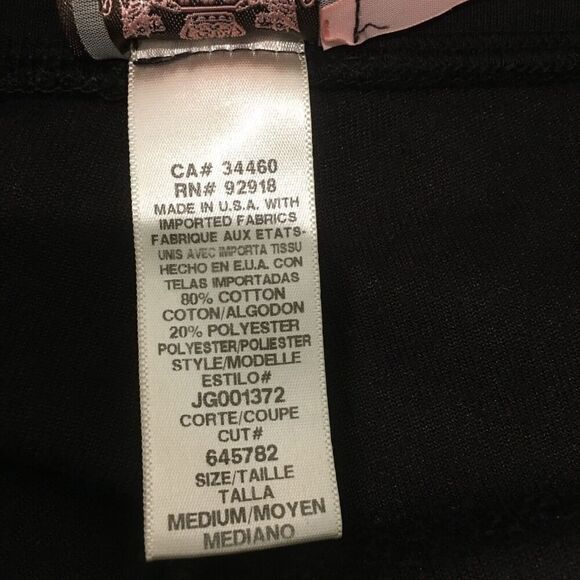 CA# 34460
RN# 92918
MADE IN U.S.A. WITH
IMPORTED FABRICS
FABRIQUE AUX ETATS-
UNIS AVEC IMPORTA TISSU
HECHO EN E.U.A. CON
TELAS IMPORTADAS
80% COTTON
COTON/ALGODON
20% POLYESTER
POLYESTER/POLIESTER
STYLE/MODELLE
ESTILO#
JG001372
CORTE/COUPE
CUT#
645782
SIZE/TAILLE
TALLA
MEDIUM/MOYEN
MEDIANO